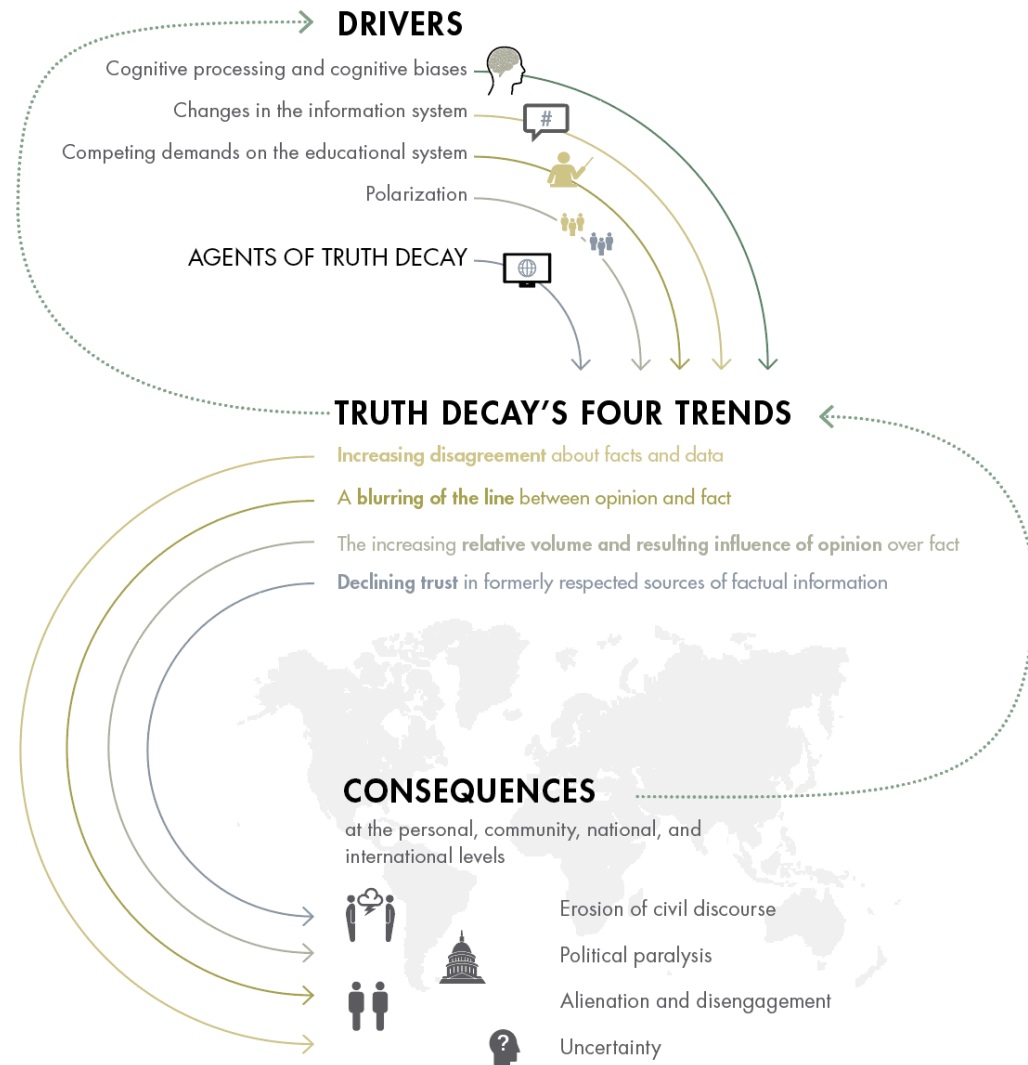 DRIVERS
Cognitive processing and cognitive biases
Changes in the information system
#
Competing demands on the educational system
Polarization
AGENTS OF TRUTH DECAY
TRUTH DECAY’S FOUR TRENDS
Increasing disagreement about facts and data
A blurring of the line between opinion and fact
The increasing relative volume and resulting influence of opinion over fact
Declining trust in formerly respected sources of factual information
CONSEQUENCES
at the personal, community, national, and
international levels
Erosion of civil discourse
Political paralysis
Alienation and disengagement
?
Uncertainty